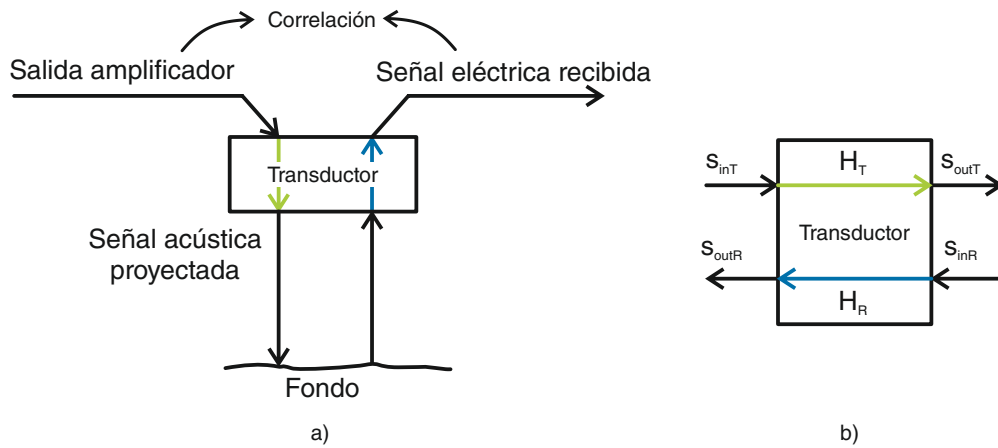 Correlación
Salida amplificador
Señal eléctrica recibida
Transductor
Señal acústica
proyectada
Fondo
a)
S_inT
H_T
S_outT
Transductor
S_outR
S_inR
H_R
b)